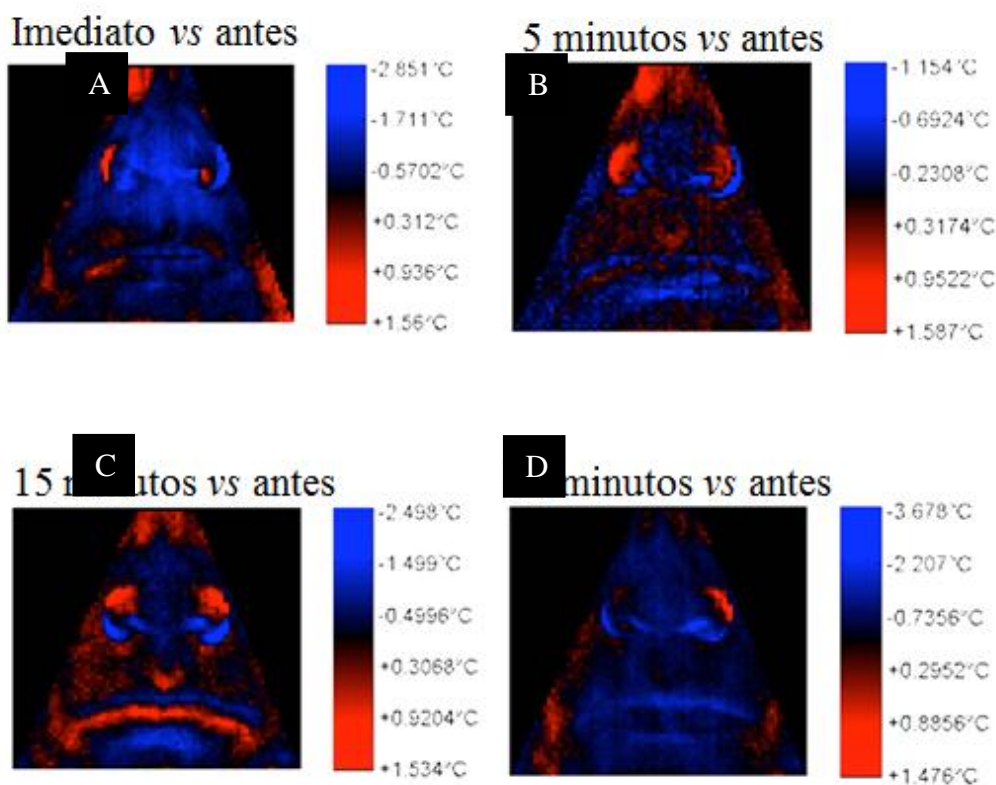 Imediato vs antes
A
-2.851°C
-1.711°C
-0.5702°C
+0.312°C
+0.936°C
+1.56°C
5 minutos vs antes
B
-1.154°C
-0.6924°C
-0.2308°C
+0.3174°C
+0.9522°C
+1.587°C
15 utos vs antes
C
-2.498°C
-1.499°C
-0.4996°C
+0.3068°C
+0.9204°C
+1.534°C
minutos vs antes
D
-3.678°C
-2.207°C
-0.7356°C
+0.2952°C
+0.8856°C
+1.476°C